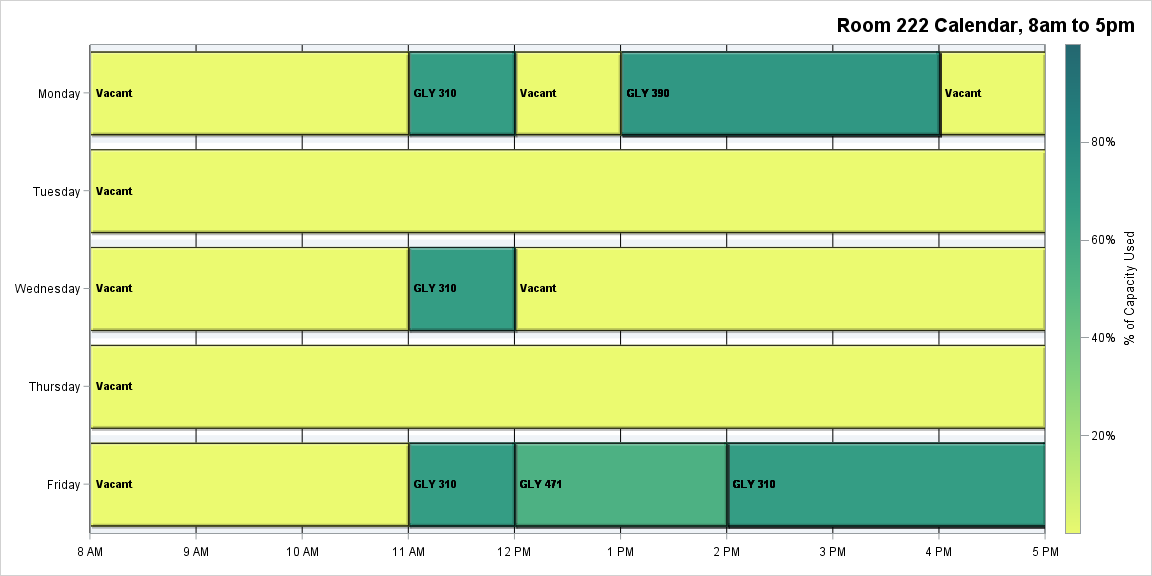 Room 222 Calendar, 8am to 5pm
Monday
Vacant
GLY 310
Vacant
GLY 390
Vacant
Tuesday
Vacant
Wednesday
Vacant
GLY 310
Vacant
Thursday
Vacant
Friday
Vacant
GLY 310
GLY 471
GLY 310
8 AM
9 AM
10 AM
11 AM
12 PM
1 PM
2 PM
3 PM
4 PM
5 PM
80%
60%
40%
20%
% of Capacity Used